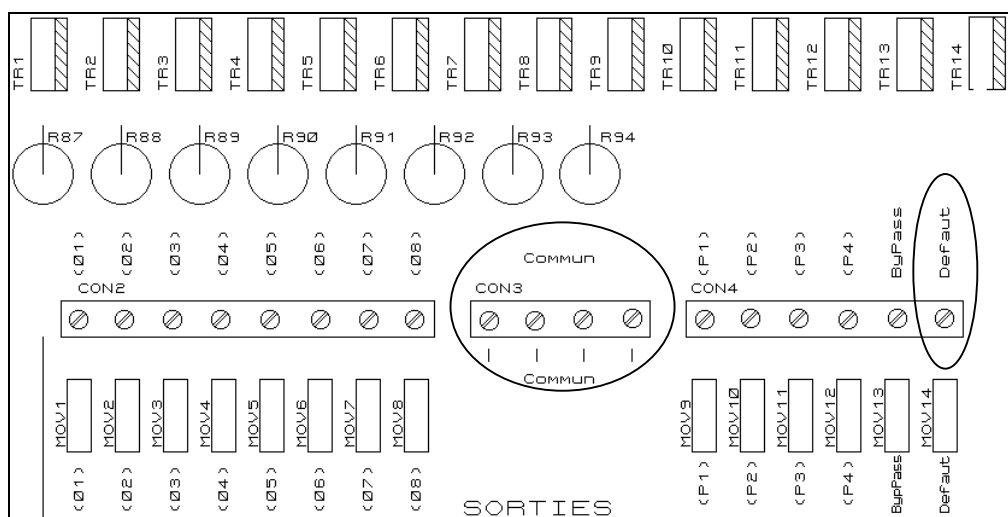 TR1 TR2 TR3 TR4 TR5 TR6 TR7 TR8 TR9 TR10 TR11 TR12 TR13 TR14
R87 R88 R89 R90 R91 R92 R93 R94
(01) (02) (03) (04) (05) (06) (07) (08) Commun (P1) (P2) (P3) (P4) ByPass Defaut
CON2 CON3 CON4
Commun
MOV1 MOV2 MOV3 MOV4 MOV5 MOV6 MOV7 MOV8 MOV9 MOV10 MOV11 MOV12 MOV13 MOV14
(01) (02) (03) (04) (05) (06) (07) (08) (P1) (P2) (P3) (P4) BypPass Defaut
SORTIES